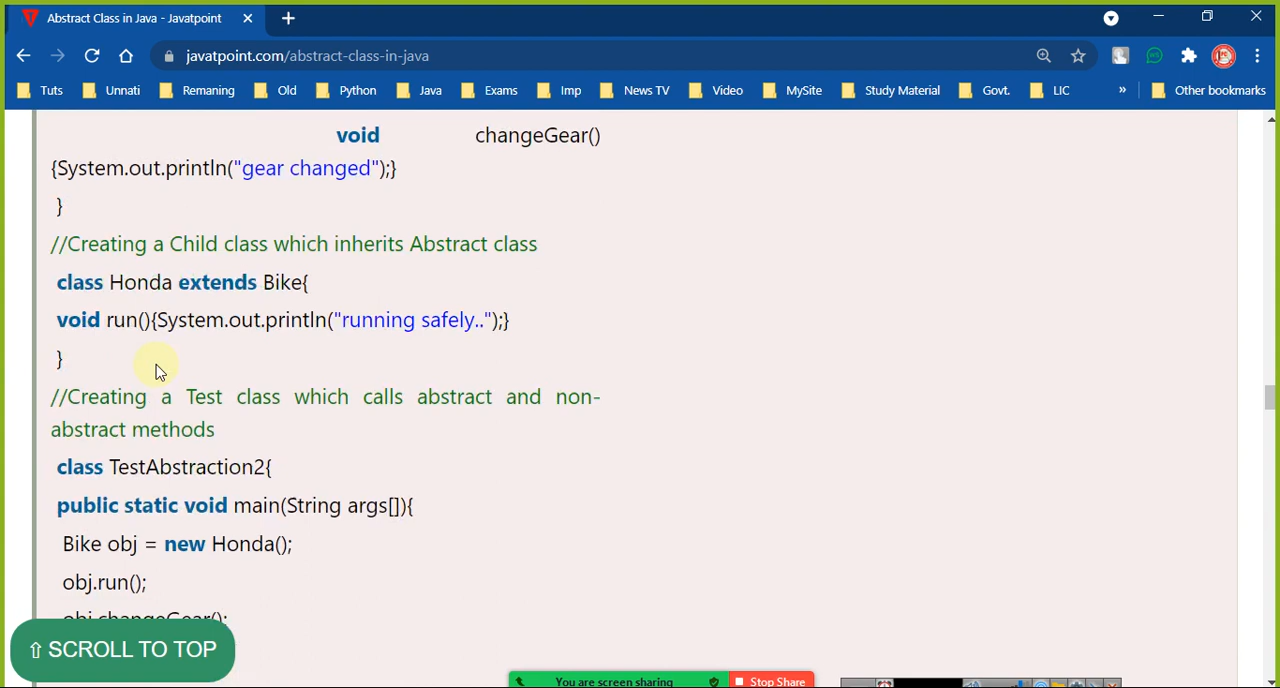 Abstract Class in Java - Javatpoint
javatpoint.com/abstract-class-in-java
Tuts Unnati Remaning Old Python Java Exams Imp News TV Video MySite Study Material Govt. LIC » Other bookmarks
void changeGear()
{System.out.println("gear changed");}
}
//Creating a Child class which inherits Abstract class
class Honda extends Bike{
void run(){System.out.println("running safely..");}
}
//Creating a Test class which calls abstract and non-
abstract methods
class TestAbstraction2{
public static void main(String args[]){
Bike obj = new Honda();
obj.run();
obj.changeGear();
⇧ SCROLL TO TOP
You are screen sharing Stop Share